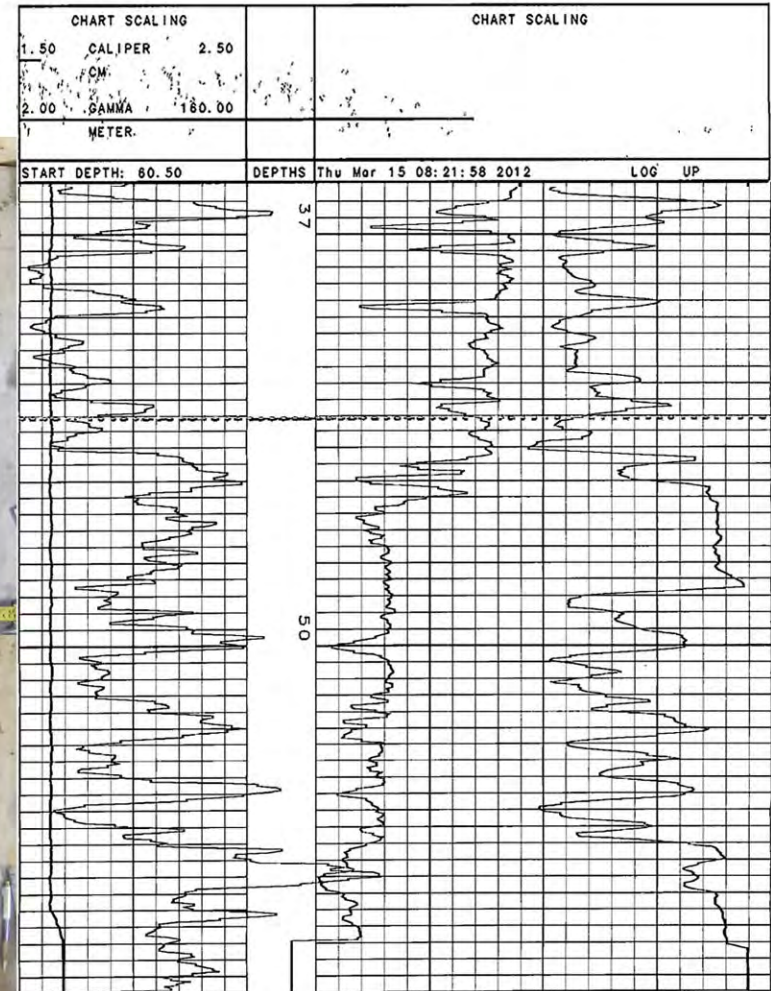 CHART SCALING
1.50 CALIPER 2.50
CM
2.00 GAMMA 160.00
METER
CHART SCALING
START DEPTH: 60.50
DEPTHS
Thu Mar 15 08:21:58 2012
LOG UP
37
50